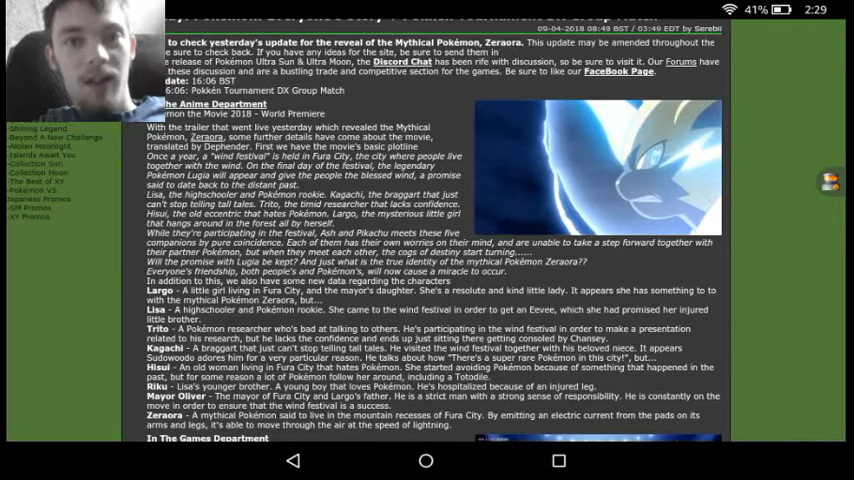 41% 2:29
09-04-2018 08:49 BST / 03:49 EDT by Serebii
to check yesterday's update for the reveal of the Mythical Pokémon, Zeraora. This update may be amended throughout the
sure to check back. If you have any ideas for the site, be sure to send them in
e release of Pokémon Ultra Sun & Ultra Moon, the Discord Chat has been rife with discussion, so be sure to visit it. Our Forums have
these discussion and are a bustling trade and competitive section for the games. Be sure to like our FaceBook Page.
date: 16:06 BST
6:06: Pokkén Tournament DX Group Match
he Anime Department
émon the Movie 2018 - World Premiere
With the trailer that went live yesterday which revealed the Mythical
Pokémon, Zeraora, some further details have come about the movie,
translated by Dephender. First we have the movie's basic plotline
Once a year, a "wind festival" is held in Fura City, the city where people live
together with the wind. On the final day of the festival, the legendary
Pokémon Lugia will appear and give the people the blessed wind, a promise
said to date back to the distant past.
Lisa, the highschooler and Pokémon rookie. Kagachi, the braggart that just
can't stop telling tall tales. Trito, the timid researcher that lacks confidence.
Hisui, the old eccentric that hates Pokémon. Largo, the mysterious little girl
that hangs around in the forest all by herself.
While they're participating in the festival, Ash and Pikachu meets these five
companions by pure coincidence. Each of them has their own worries on their mind, and are unable to take a step forward together with
their partner Pokémon, but when they meet each other, the cogs of destiny start turning......
Will the promise with Lugia be kept? And just what is the true identity of the mythical Pokémon Zeraora??
Everyone's friendship, both people's and Pokémon's, will now cause a miracle to occur.
In addition to this, we also have some new data regarding the characters
Largo - A little girl living in Fura City, and the mayor's daughter. She's a resolute and kind little lady. It appears she has something to to
with the mythical Pokémon Zeraora, but...
Lisa - A highschooler and Pokémon rookie. She came to the wind festival in order to get an Eevee, which she had promised her injured
little brother.
Trito - A Pokémon researcher who's bad at talking to others. He's participating in the wind festival in order to make a presentation
related to his research, but he lacks the confidence and ends up just sitting there getting consoled by Chansey.
Kagachi - A braggart that just can't stop telling tall tales. He visited the wind festival together with his beloved niece. It appears
Sudowoodo adores him for a very particular reason. He talks about how "There's a super rare Pokémon in this city!", but...
Hisui - An old woman living in Fura City that hates Pokémon. She started avoiding Pokémon because of something that happened in the
past, but for some reason a lot of Pokémon follow her around, including a Totodile.
Riku - Lisa's younger brother. A young boy that loves Pokémon. He's hospitalized because of an injured leg.
Mayor Oliver - The mayor of Fura City and Largo's father. He is a strict man with a strong sense of responsibility. He is constantly on the
move in order to ensure that the wind festival is a success.
Zeraora - A mythical Pokémon said to live in the mountain recesses of Fura City. By emitting an electric current from the pads on its
arms and legs, it's able to move through the air at the speed of lightning.
In The Games Department
-Shining Legend
-Beyond A New Challenge
-Alolan Moonlight
-Islands Await You
-Collection Sun
-Collection Moon
-The Best of XY
-Pokémon VS
Japanese Promos
-SM Promos
-XY Promos